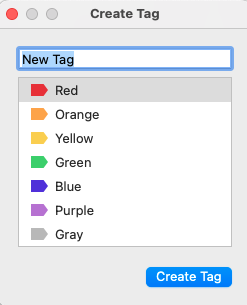 Create Tag
New Tag
Red
Orange
Yellow
Green
Blue
Purple
Gray
Create Tag